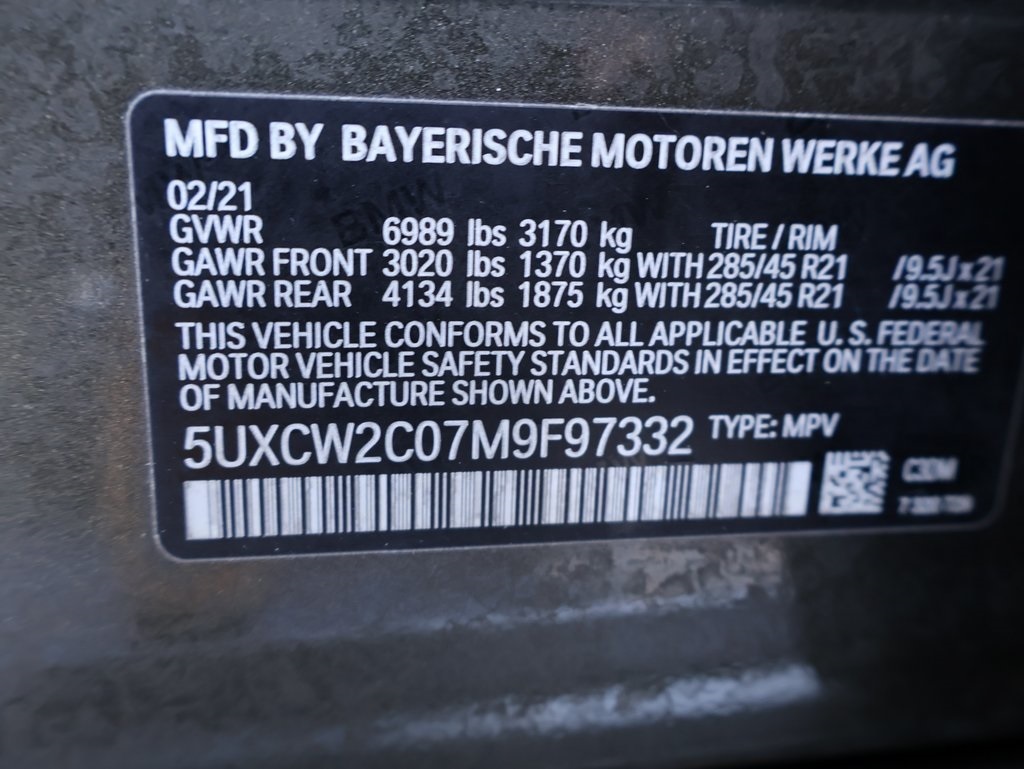 MFD BY BAYERISCHE MOTOREN WERKE AG
02/21
GVWR 6989 lbs 3170 kg TIRE / RIM
GAWR FRONT 3020 lbs 1370 kg WITH 285/45 R21 /9.5J x 21
GAWR REAR 4134 lbs 1875 kg WITH 285/45 R21 /9.5J x 21
THIS VEHICLE CONFORMS TO ALL APPLICABLE U. S. FEDERAL
MOTOR VEHICLE SAFETY STANDARDS IN EFFECT ON THE DATE
OF MANUFACTURE SHOWN ABOVE.
5UXCW2C07M9F97332 TYPE: MPV